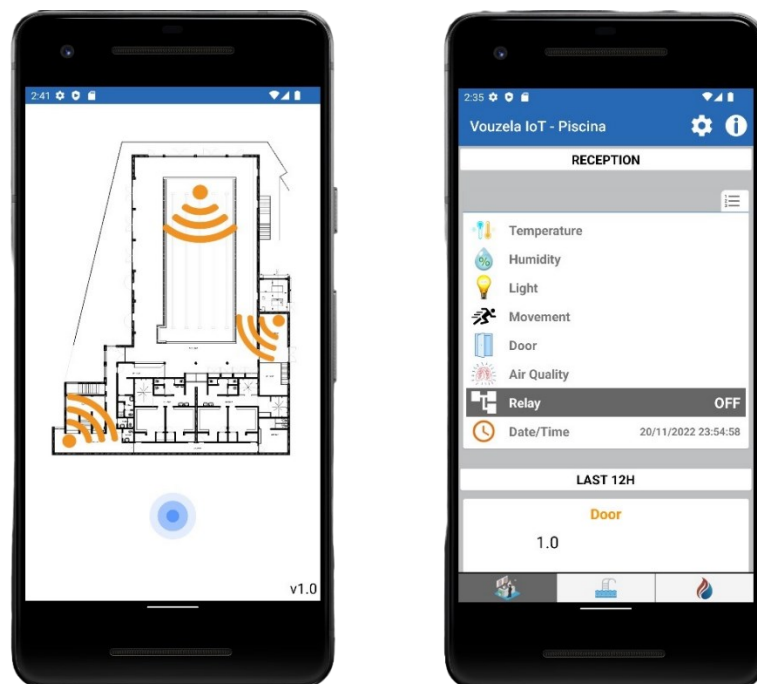 2:41
v1.0
2:35
Vouzela IoT - Piscina
RECEPTION
Temperature
Humidity
Light
Movement
Door
Air Quality
Relay OFF
Date/Time 20/11/2022 23:54:58
LAST 12H
Door
1.0